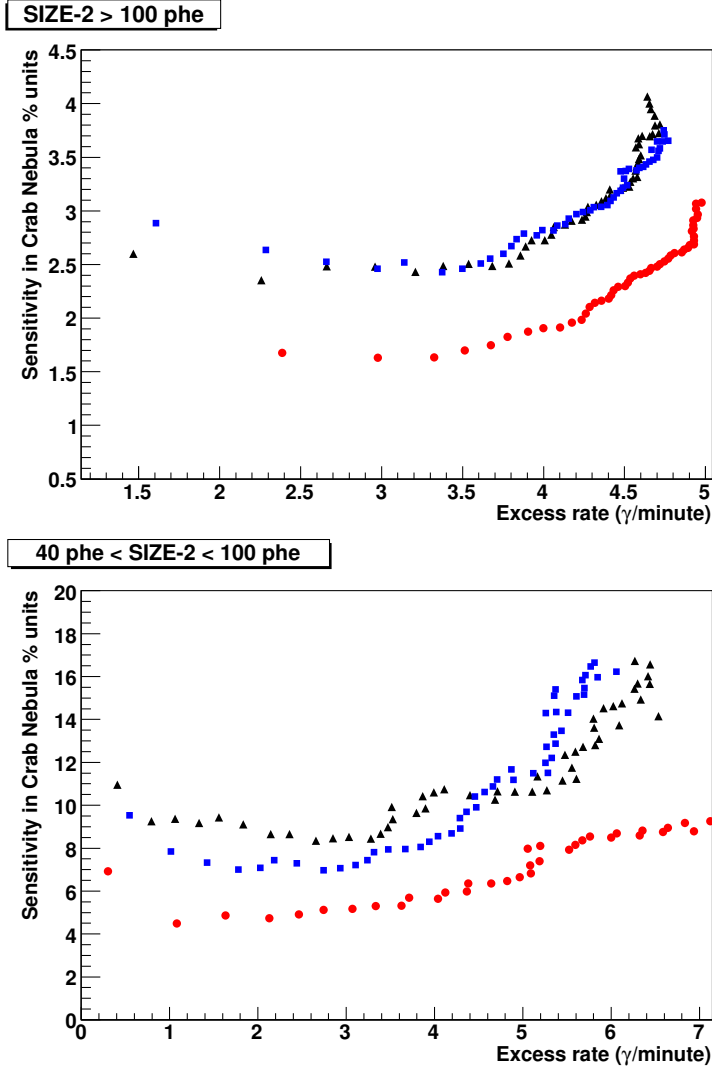 SIZE-2 > 100 phe
Sensitivity in Crab Nebula % units
4.5
4
3.5
3
2.5
2
1.5
1
0.5
1.5 2 2.5 3 3.5 4 4.5 5
Excess rate (γ/minute)
40 phe < SIZE-2 < 100 phe
Sensitivity in Crab Nebula % units
20
18
16
14
12
10
8
6
4
2
0
0 1 2 3 4 5 6 7
Excess rate (γ/minute)